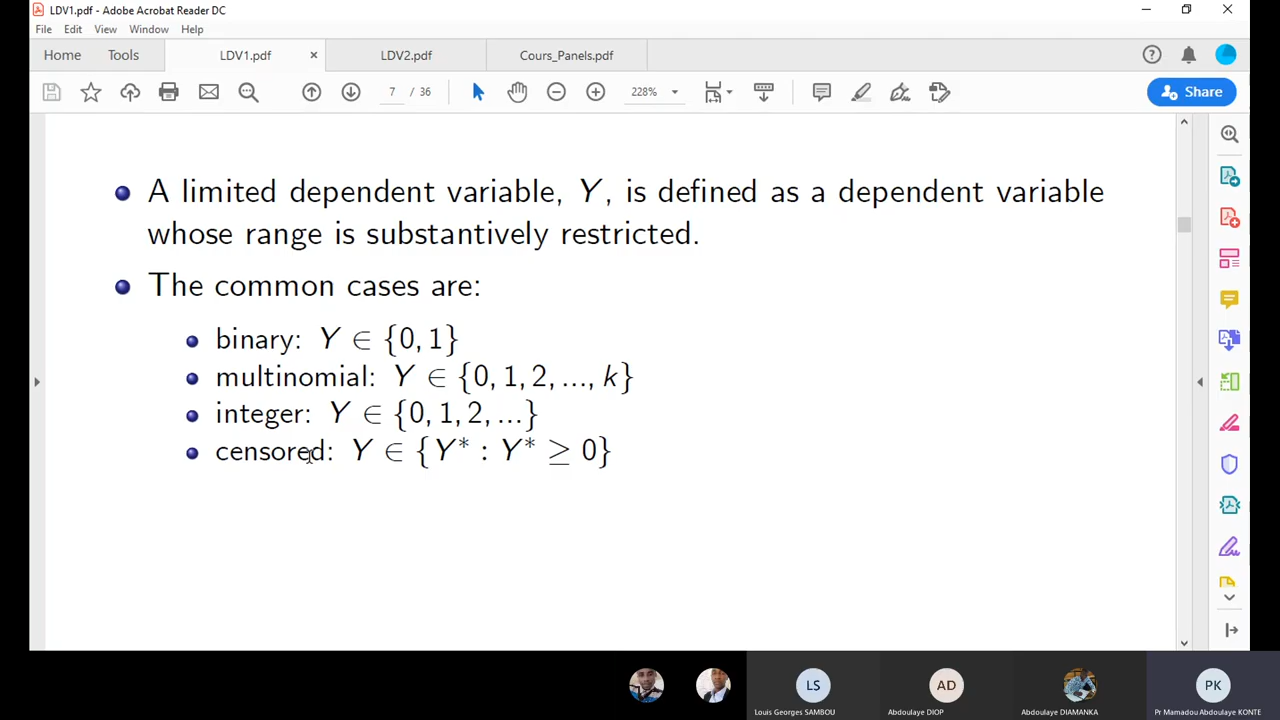 LDV1.pdf - Adobe Acrobat Reader DC
File Edit View Window Help
Home Tools LDV1.pdf × LDV2.pdf Cours_Panels.pdf
7 / 36 228% Share
A limited dependent variable, Y, is defined as a dependent variable
whose range is substantively restricted.
The common cases are:
binary: Y ∈ {0, 1}
multinomial: Y ∈ {0, 1, 2, ..., k}
integer: Y ∈ {0, 1, 2, ...}
censored: Y ∈ {Y* : Y* ≥ 0}
LS AD PK
Louis Georges SAMBOU Abdoulaye DIOP Abdoulaye DIAMANKA Pr Mamadou Abdoulaye KONTE